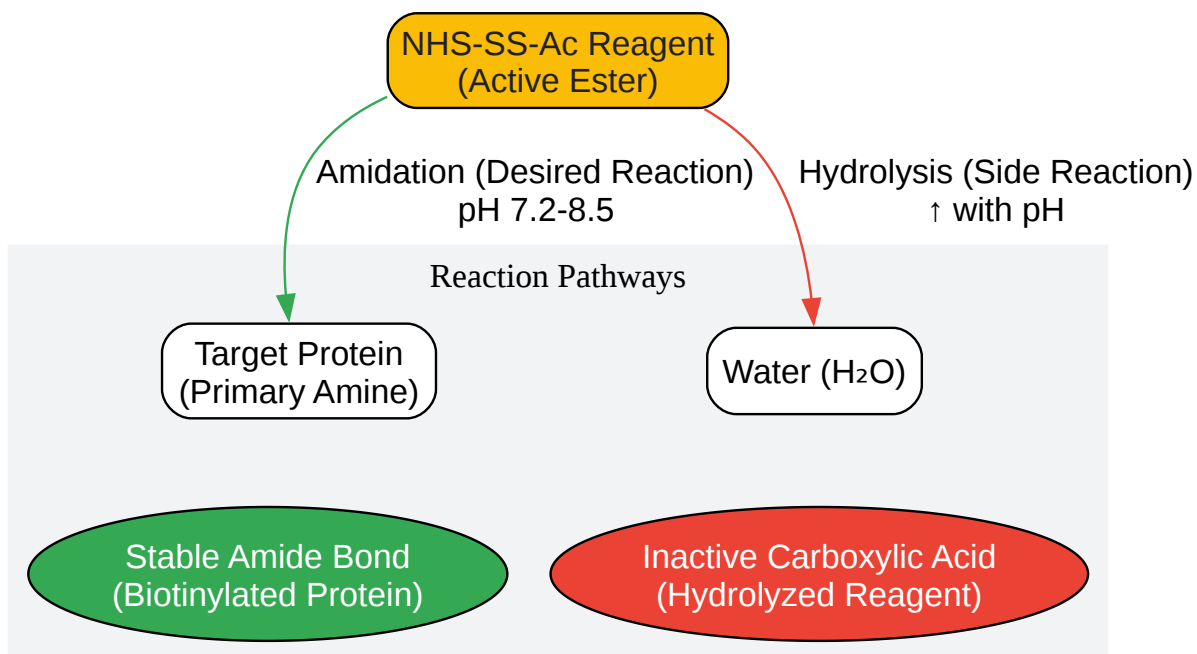 NHS-SS-Ac Reagent
(Active Ester)
Amidation (Desired Reaction)
pH 7.2-8.5
Hydrolysis (Side Reaction)
↑ with pH
Reaction Pathways
Target Protein
(Primary Amine)
Water (H₂O)
Stable Amide Bond
(Biotinylated Protein)
Inactive Carboxylic Acid
(Hydrolyzed Reagent)